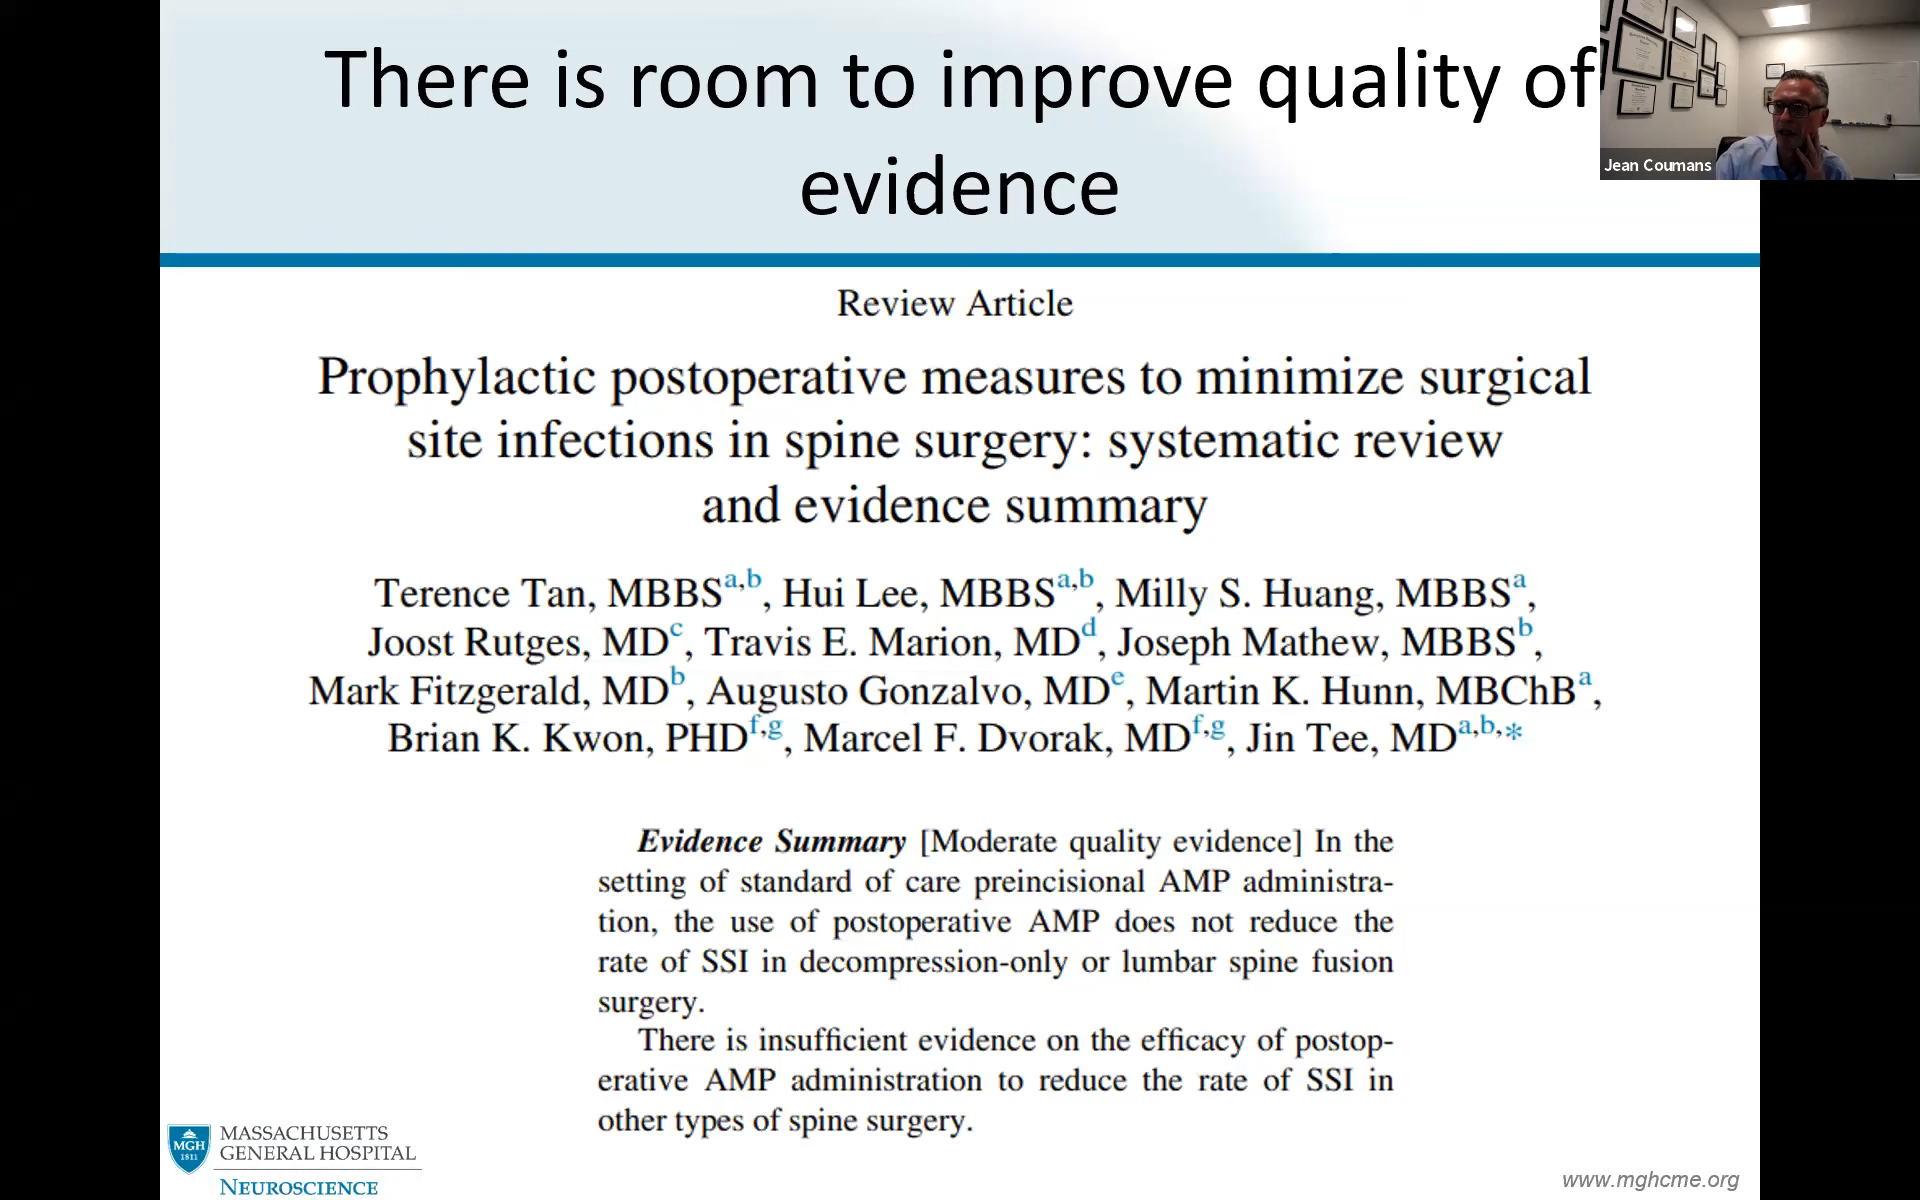 There is room to improve quality of
evidence
Jean Coumans
Review Article
Prophylactic postoperative measures to minimize surgical
site infections in spine surgery: systematic review
and evidence summary
Terence Tan, MBBSa,b, Hui Lee, MBBSa,b, Milly S. Huang, MBBSa,
Joost Rutges, MDc, Travis E. Marion, MDd, Joseph Mathew, MBBSb,
Mark Fitzgerald, MDb, Augusto Gonzalvo, MDe, Martin K. Hunn, MBChBa,
Brian K. Kwon, PHDf,g, Marcel F. Dvorak, MDf,g, Jin Tee, MDa,b,*
Evidence Summary [Moderate quality evidence] In the
setting of standard of care preincisional AMP administra-
tion, the use of postoperative AMP does not reduce the
rate of SSI in decompression-only or lumbar spine fusion
surgery.
There is insufficient evidence on the efficacy of postop-
erative AMP administration to reduce the rate of SSI in
other types of spine surgery.
MGH
1811
MASSACHUSETTS
GENERAL HOSPITAL
NEUROSCIENCE
www.mghcme.org